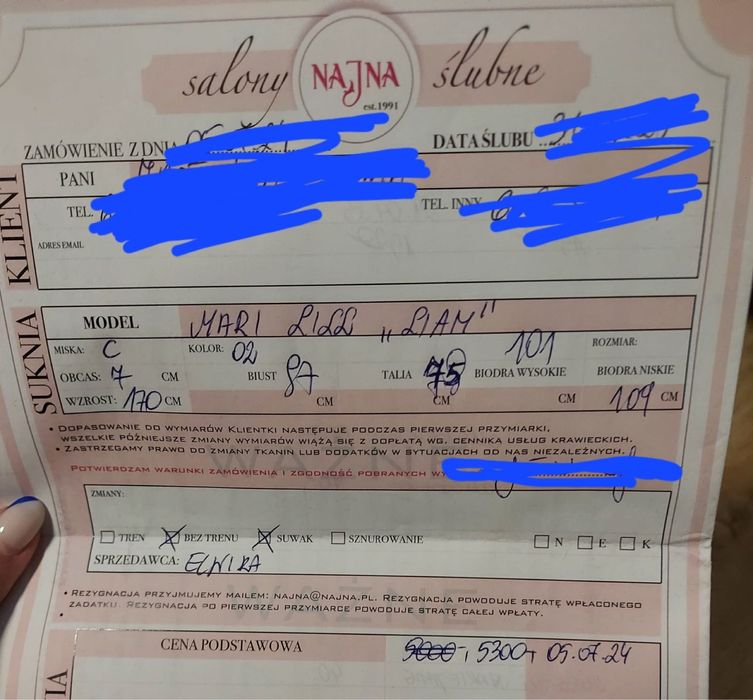 salony NAJNA ślubne
est.1991
ZAMÓWIENIE Z DNIA DATA ŚLUBU
KLIENT
PANI
TEL. TEL. INNY
ADRES EMAIL
SUKNIA
MODEL MARI LILL „LIAM"
MISKA: C KOLOR: 02 101 ROZMIAR:
OBCAS: 7 CM BIUST 87 TALIA 75 BIODRA WYSOKIE BIODRA NISKIE
WZROST: 170 CM CM CM CM 109 CM
• DOPASOWANIE DO WYMIARÓW KLIENTKI NASTĘPUJE PODCZAS PIERWSZEJ PRZYMIARKI,
WSZELKIE PÓŹNIEJSZE ZMIANY WYMIARÓW WIĄŻĄ SIĘ Z DOPŁATĄ WG. CENNIKA USŁUG KRAWIECKICH.
• ZASTRZEGAMY PRAWO DO ZMIANY TKANIN LUB DODATKÓW W SYTUACJACH OD NAS NIEZALEŻNYCH.
POTWIERDZAM WARUNKI ZAMÓWIENIA I ZGODNOŚĆ POBRANYCH
ZMIANY:
TREN BEZ TRENU SUWAK SZNUROWANIE N E K
SPRZEDAWCA: ELWIRA
• REZYGNACJA PRZYJMUJEMY MAILEM: NAJNA@NAJNA.PL. REZYGNACJA POWODUJE STRATĘ WPŁACONEGO
ZADATKU. REZYGNACJA PO PIERWSZEJ PRZYMIARCE POWODUJE STRATĘ CAŁEJ WPŁATY.
CENA PODSTAWOWA 5000,- 5300,- 05.07.24